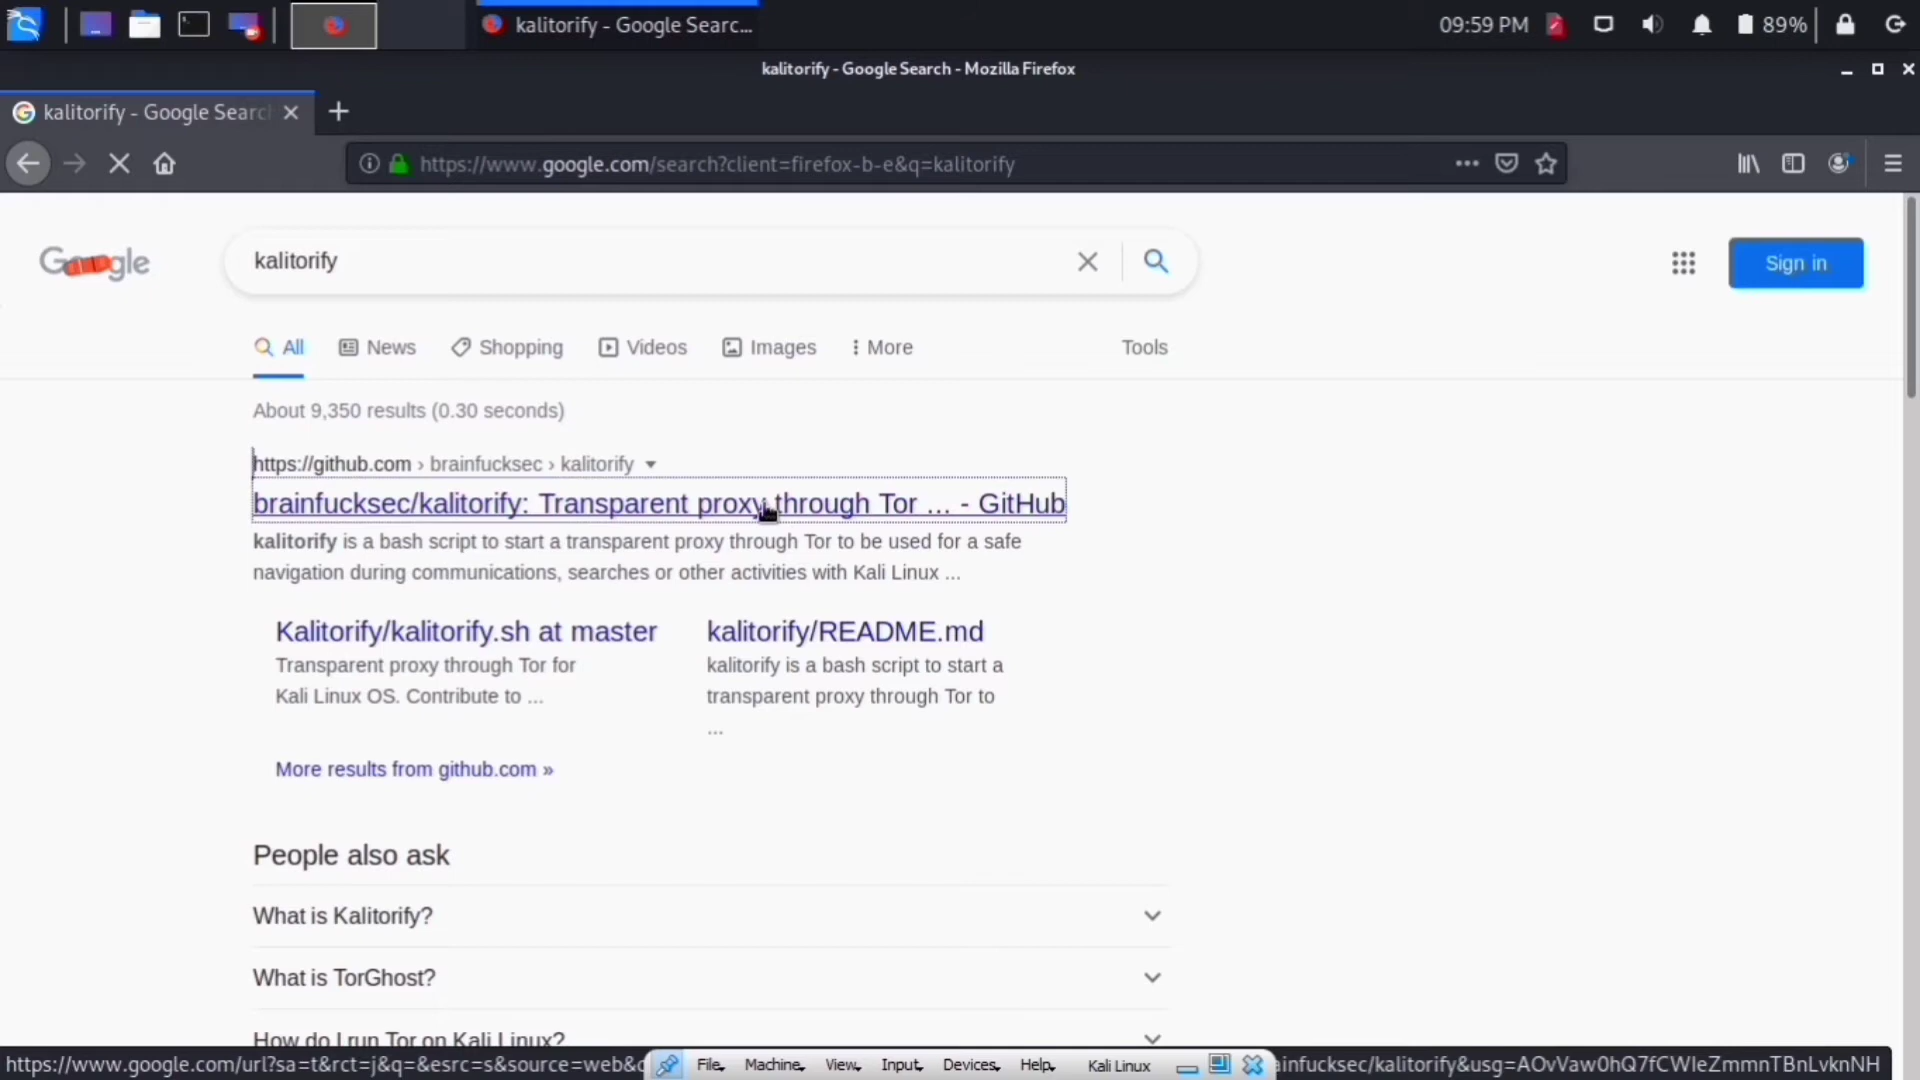 kalitorify - Google Searc...
09:59 PM
89%
kalitorify - Google Search - Mozilla Firefox
kalitorify - Google Search
https://www.google.com/search?client=firefox-b-e&q=kalitorify
Google
kalitorify
Sign in
All
News
Shopping
Videos
Images
More
Tools
About 9,350 results (0.30 seconds)
https://github.com › brainfucksec › kalitorify
brainfucksec/kalitorify: Transparent proxy through Tor ... - GitHub
kalitorify is a bash script to start a transparent proxy through Tor to be used for a safe
navigation during communications, searches or other activities with Kali Linux ...
Kalitorify/kalitorify.sh at master
Transparent proxy through Tor for
Kali Linux OS. Contribute to ...
kalitorify/README.md
kalitorify is a bash script to start a
transparent proxy through Tor to
...
More results from github.com »
People also ask
What is Kalitorify?
What is TorGhost?
How do I run Tor on Kali Linux?
https://www.google.com/url?sa=t&rct=j&q=&esrc=s&source=web&c
File
Machine
View
Input
Devices
Help
Kali Linux